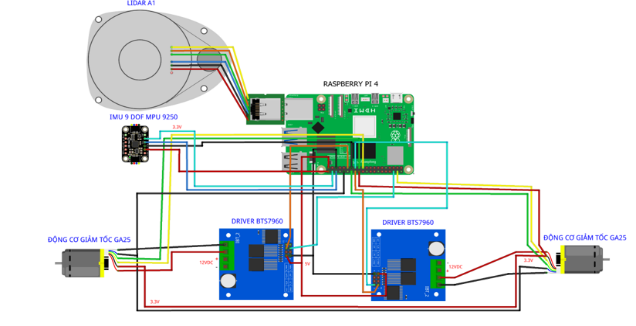 LIDAR A1
RASPBERRY PI 4
IMU 9 DOF MPU 9250
3.3V
DRIVER BTS7960
DRIVER BTS7960
ĐỘNG CƠ GIẢM TỐC GA25
ĐỘNG CƠ GIẢM TỐC GA25
12VDC
5V
12VDC
3.3V
3.3V